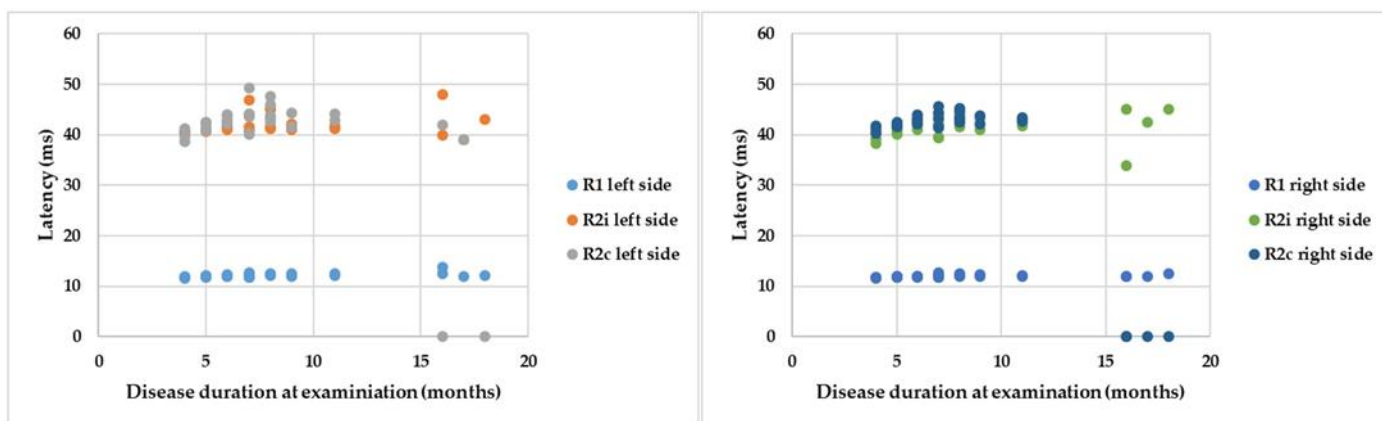 60
50
40
30
20
10
0
Latency (ms)
0 5 10 15 20
Disease duration at examiniation (months)
R1 left side
R2i left side
R2c left side
60
50
40
30
20
10
0
Latency (ms)
0 5 10 15 20
Disease duration at examiniation (months)
R1 right side
R2i right side
R2c right side